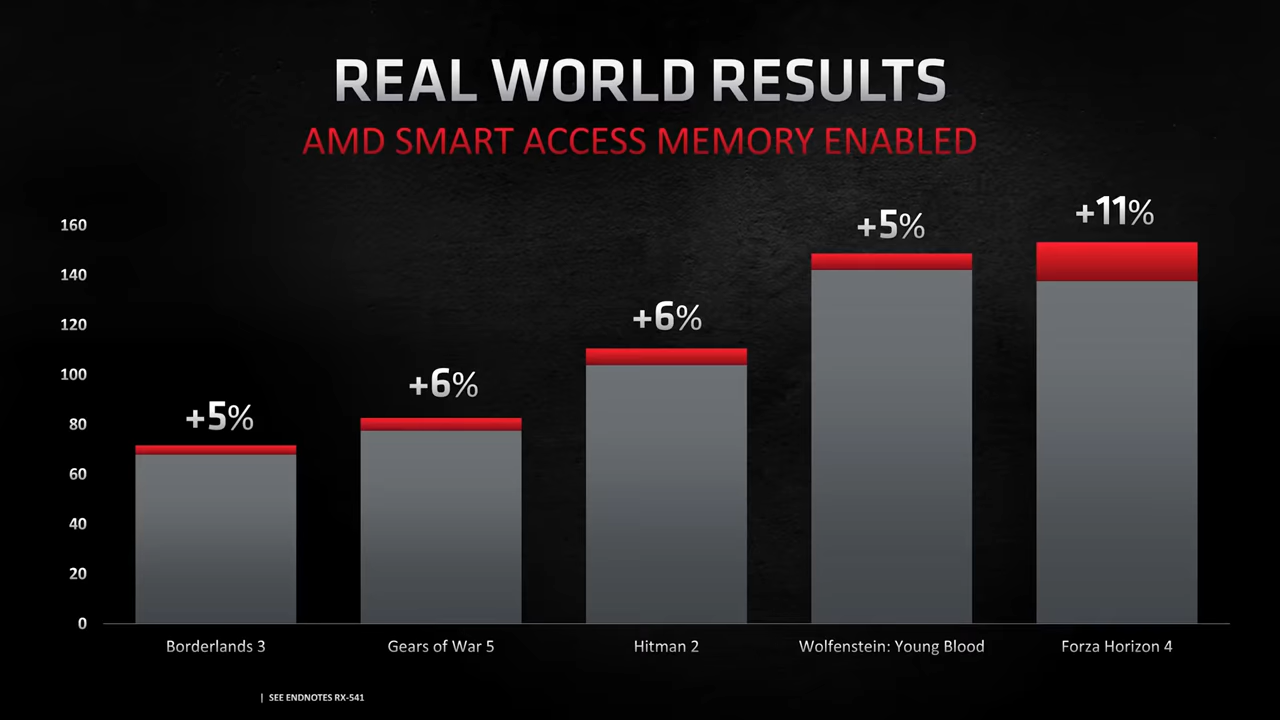 REAL WORLD RESULTS
AMD SMART ACCESS MEMORY ENABLED
160
140
120
100
80
60
40
20
0
+5%
+6%
+6%
+5%
+11%
Borderlands 3
Gears of War 5
Hitman 2
Wolfenstein: Young Blood
Forza Horizon 4
| SEE ENDNOTES RX-541